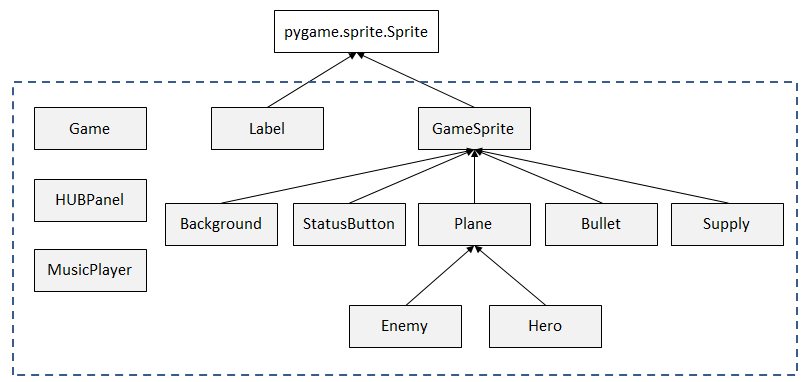 pygame.sprite.Sprite
Game
Label
GameSprite
HUBPanel
Background
StatusButton
Plane
Bullet
Supply
MusicPlayer
Enemy
Hero